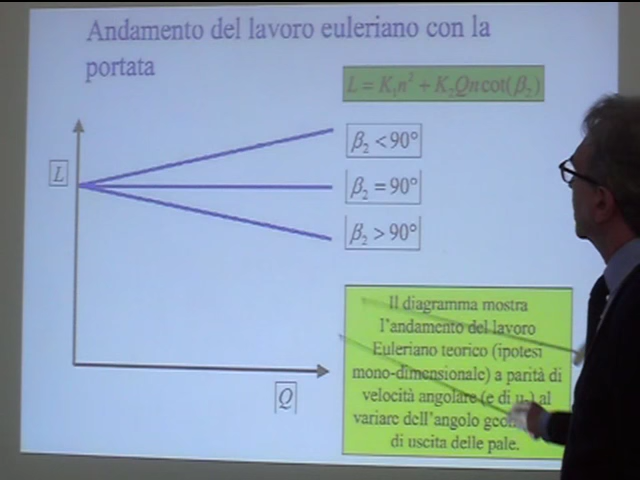 Andamento del lavoro euleriano con la
portata
L = K₁n² + K₂Qn cot(β₂)
β₂ < 90°
L
β₂ = 90°
β₂ > 90°
Il diagramma mostra
l'andamento del lavoro
Euleriano teorico (ipotesi
mono-dimensionale) a parità di
velocità angolare (e di u₂) al
variare dell'angolo
di uscita delle pale.
Q